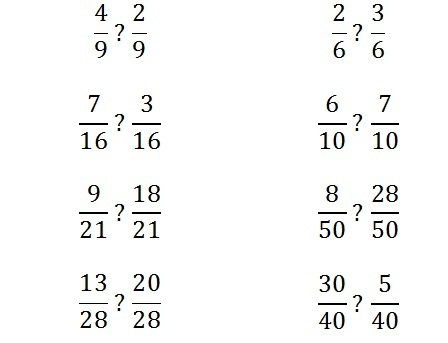 4/9 ? 2/9    2/6 ? 3/6
7/16 ? 3/16    6/10 ? 7/10
9/21 ? 18/21    8/50 ? 28/50
13/28 ? 20/28    30/40 ? 5/40